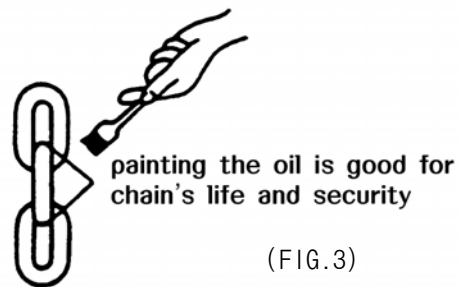 painting the oil is good for
chain's life and security
(FIG.3)